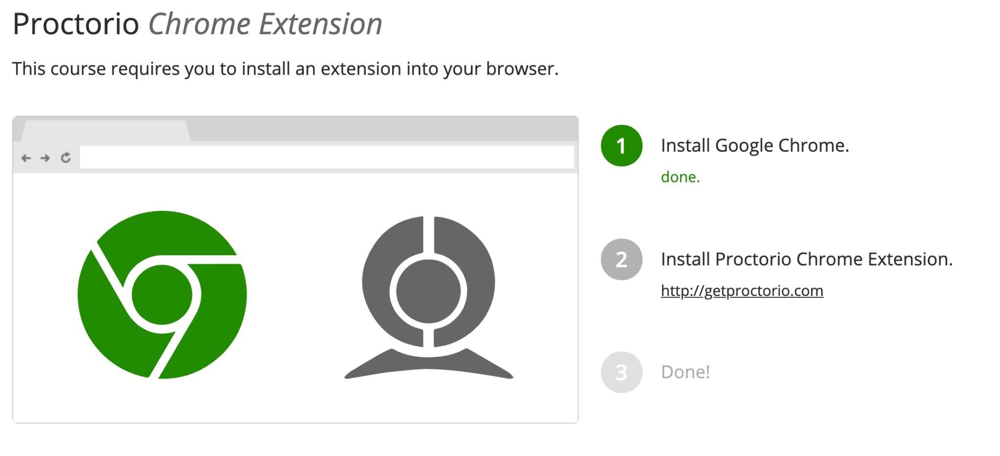 Proctorio Chrome Extension
This course requires you to install an extension into your browser.
1 Install Google Chrome.
done.
2 Install Proctorio Chrome Extension.
http://getproctorio.com
3 Done!